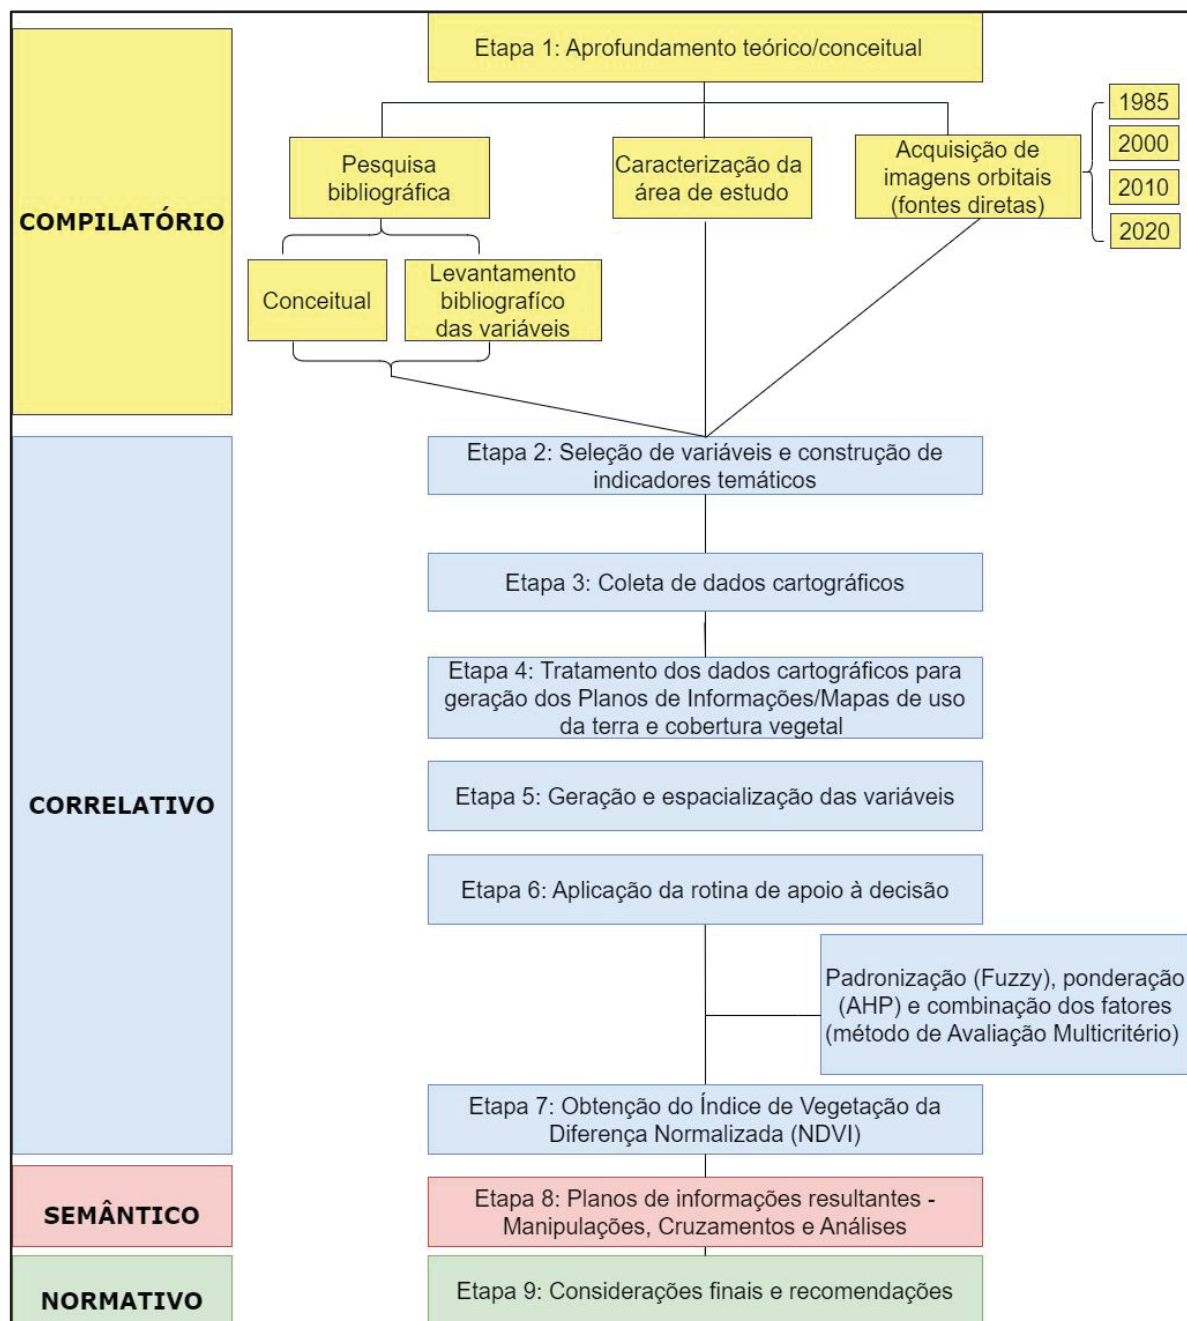 COMPILATÓRIO
Etapa 1: Aprofundamento teórico/conceitual
Pesquisa
bibliográfica
Caracterização da
área de estudo
Acquisição de
imagens orbitais
(fontes diretas)
1985
2000
2010
2020
Conceitual
Levantamento
bibliografíco
das variáveis
CORRELATIVO
Etapa 2: Seleção de variáveis e construção de
indicadores temáticos
Etapa 3: Coleta de dados cartográficos
Etapa 4: Tratamento dos dados cartográficos para
geração dos Planos de Informações/Mapas de uso
da terra e cobertura vegetal
Etapa 5: Geração e espacialização das variáveis
Etapa 6: Aplicação da rotina de apoio à decisão
Padronização (Fuzzy), ponderação
(AHP) e combinação dos fatores
(método de Avaliação Multicritério)
Etapa 7: Obtenção do Índice de Vegetação da
Diferença Normalizada (NDVI)
SEMÂNTICO
Etapa 8: Planos de informações resultantes -
Manipulações, Cruzamentos e Análises
NORMATIVO
Etapa 9: Considerações finais e recomendações